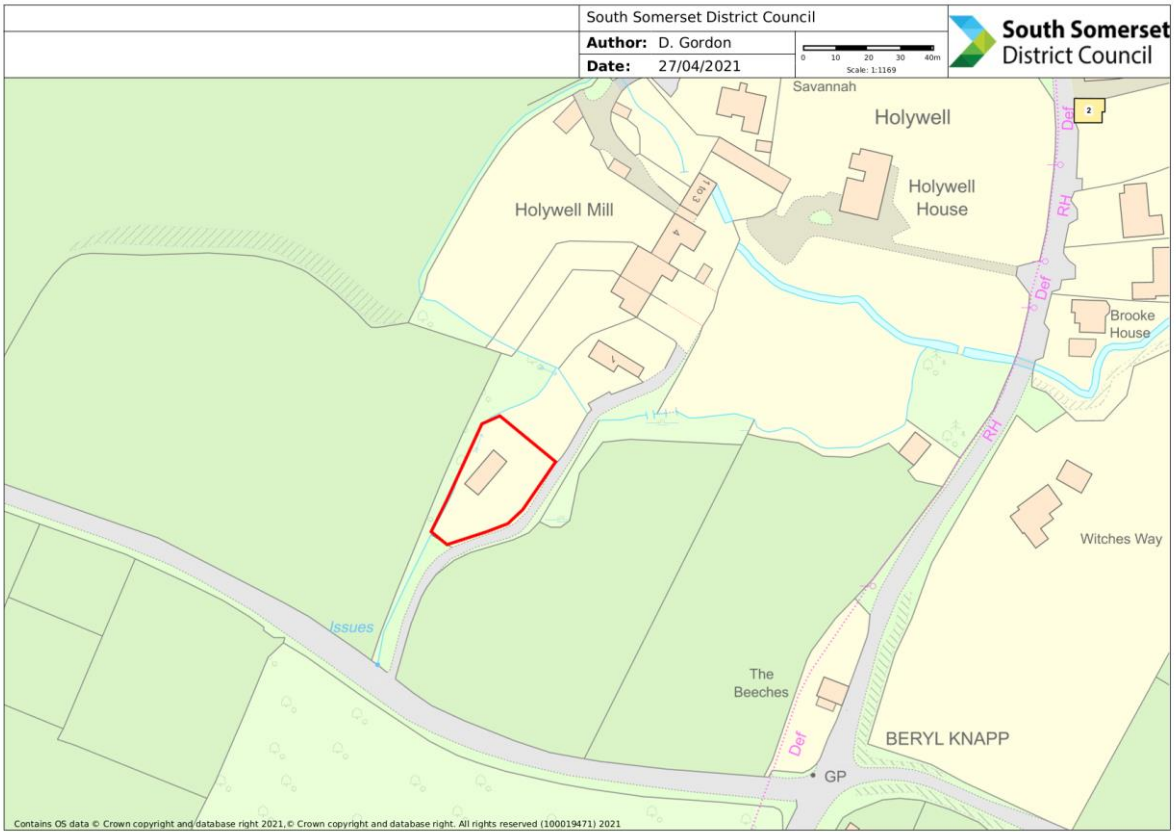 South Somerset District Council
Author: D. Gordon
Date: 27/04/2021
0 10 20 30 40m
Scale: 1:1169
South Somerset
District Council
Savannah
Holywell
Def
2
1 to 3
Holywell
House
RH
Holywell Mill
4
Def
Brooke
House
1
RH
Witches Way
Issues
The
Beeches
Def
BERYL KNAPP
GP
Contains OS data © Crown copyright and database right 2021,© Crown copyright and database right. All rights reserved (100019471) 2021